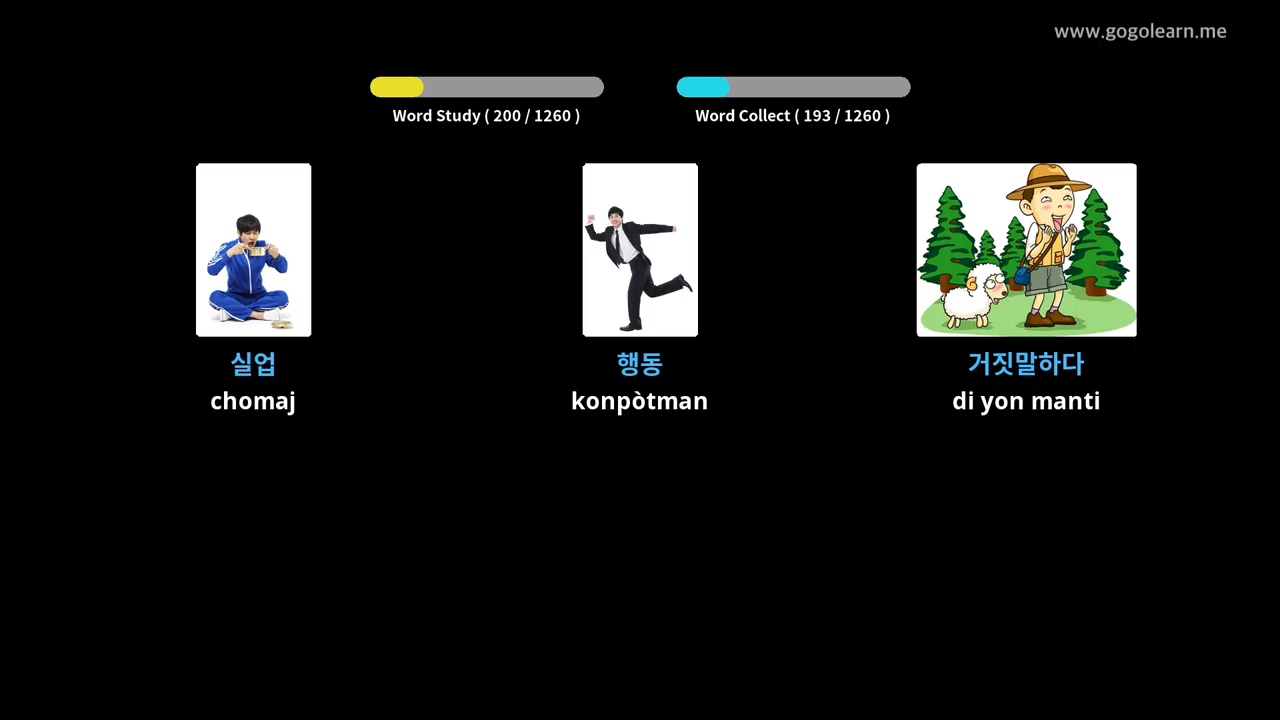 www.gogolearn.me
Word Study ( 200 / 1260 )
Word Collect ( 193 / 1260 )
실업
chomaj
행동
konpòtman
거짓말하다
di yon manti